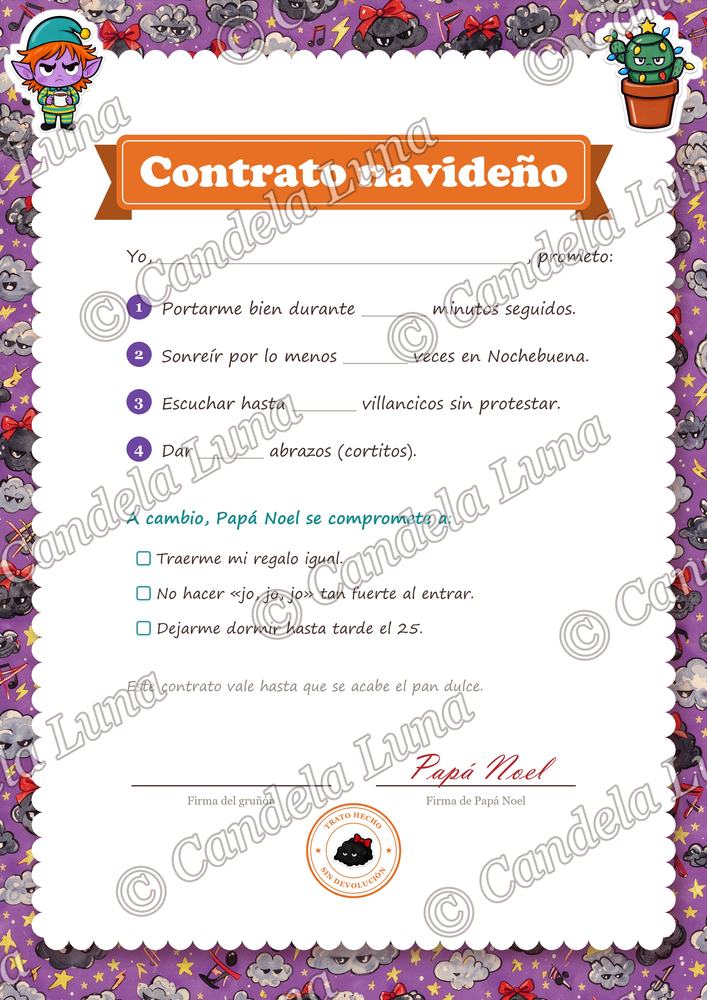 Contrato navideño
Yo, ____________________, prometo:
1 Portarme bien durante ______ minutos seguidos.
2 Sonreír por lo menos ______ veces en Nochebuena.
3 Escuchar hasta ______ villancicos sin protestar.
4 Dar ______ abrazos (cortitos).
A cambio, Papá Noel se compromete a:
Traerme mi regalo igual.
No hacer «jo, jo, jo» tan fuerte al entrar.
Dejarme dormir hasta tarde el 25.
Este contrato vale hasta que se acabe el pan dulce.
Papá Noel
Firma del gruñón
Firma de Papá Noel
TRATO HECHO
SIN DEVOLUCIÓN
© Candela Luna